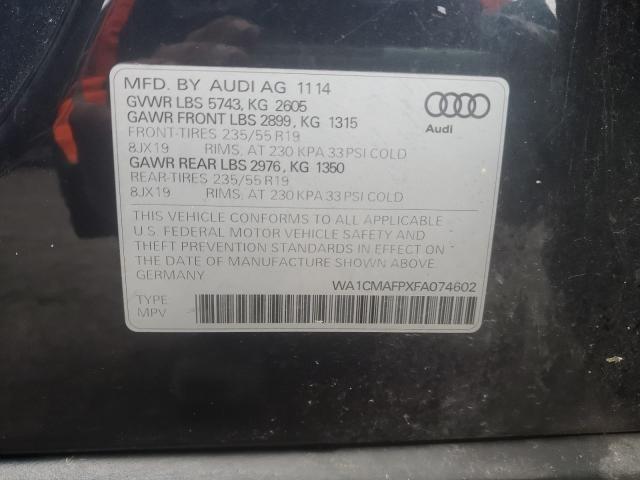 MFD. BY AUDI AG 11 14
GVWR LBS 5743, KG 2605
GAWR FRONT LBS 2899, KG 1315
FRONT-TIRES 235/55 R19
8JX19 RIMS, AT 230 KPA 33 PSI COLD
GAWR REAR LBS 2976, KG 1350
REAR-TIRES 235/55 R19
8JX19 RIMS, AT 230 KPA 33 PSI COLD
Audi
THIS VEHICLE CONFORMS TO ALL APPLICABLE
U.S. FEDERAL MOTOR VEHICLE SAFETY AND
THEFT PREVENTION STANDARDS IN EFFECT ON
THE DATE OF MANUFACTURE SHOWN ABOVE
GERMANY
WA1CMAFPXFA074602
TYPE
MPV